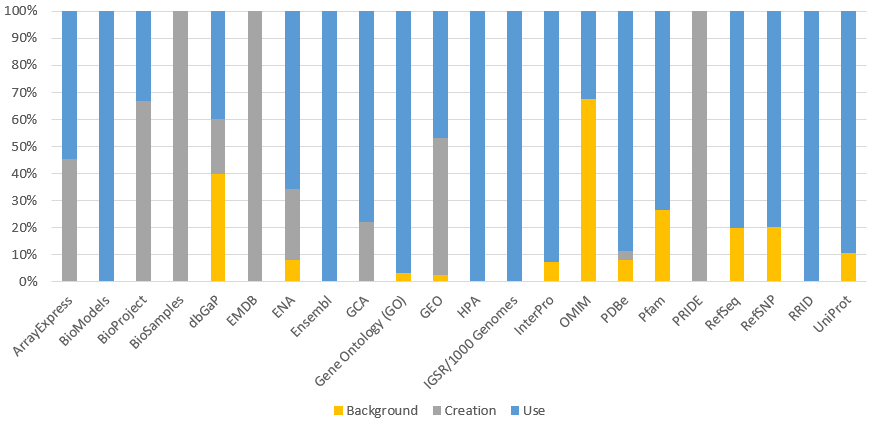 100%
90%
80%
70%
60%
50%
40%
30%
20%
10%
0%
ArrayExpress
BioModels
BioProject
BioSamples
dbGaP
EMDB
ENA
Ensembl
GCA
Gene Ontology (GO)
GEO
HPA
IGSR/1000 Genomes
InterPro
OMIM
PDBe
Pfam
PRIDE
RefSeq
RefSNP
RRID
UniProt
Background Creation Use